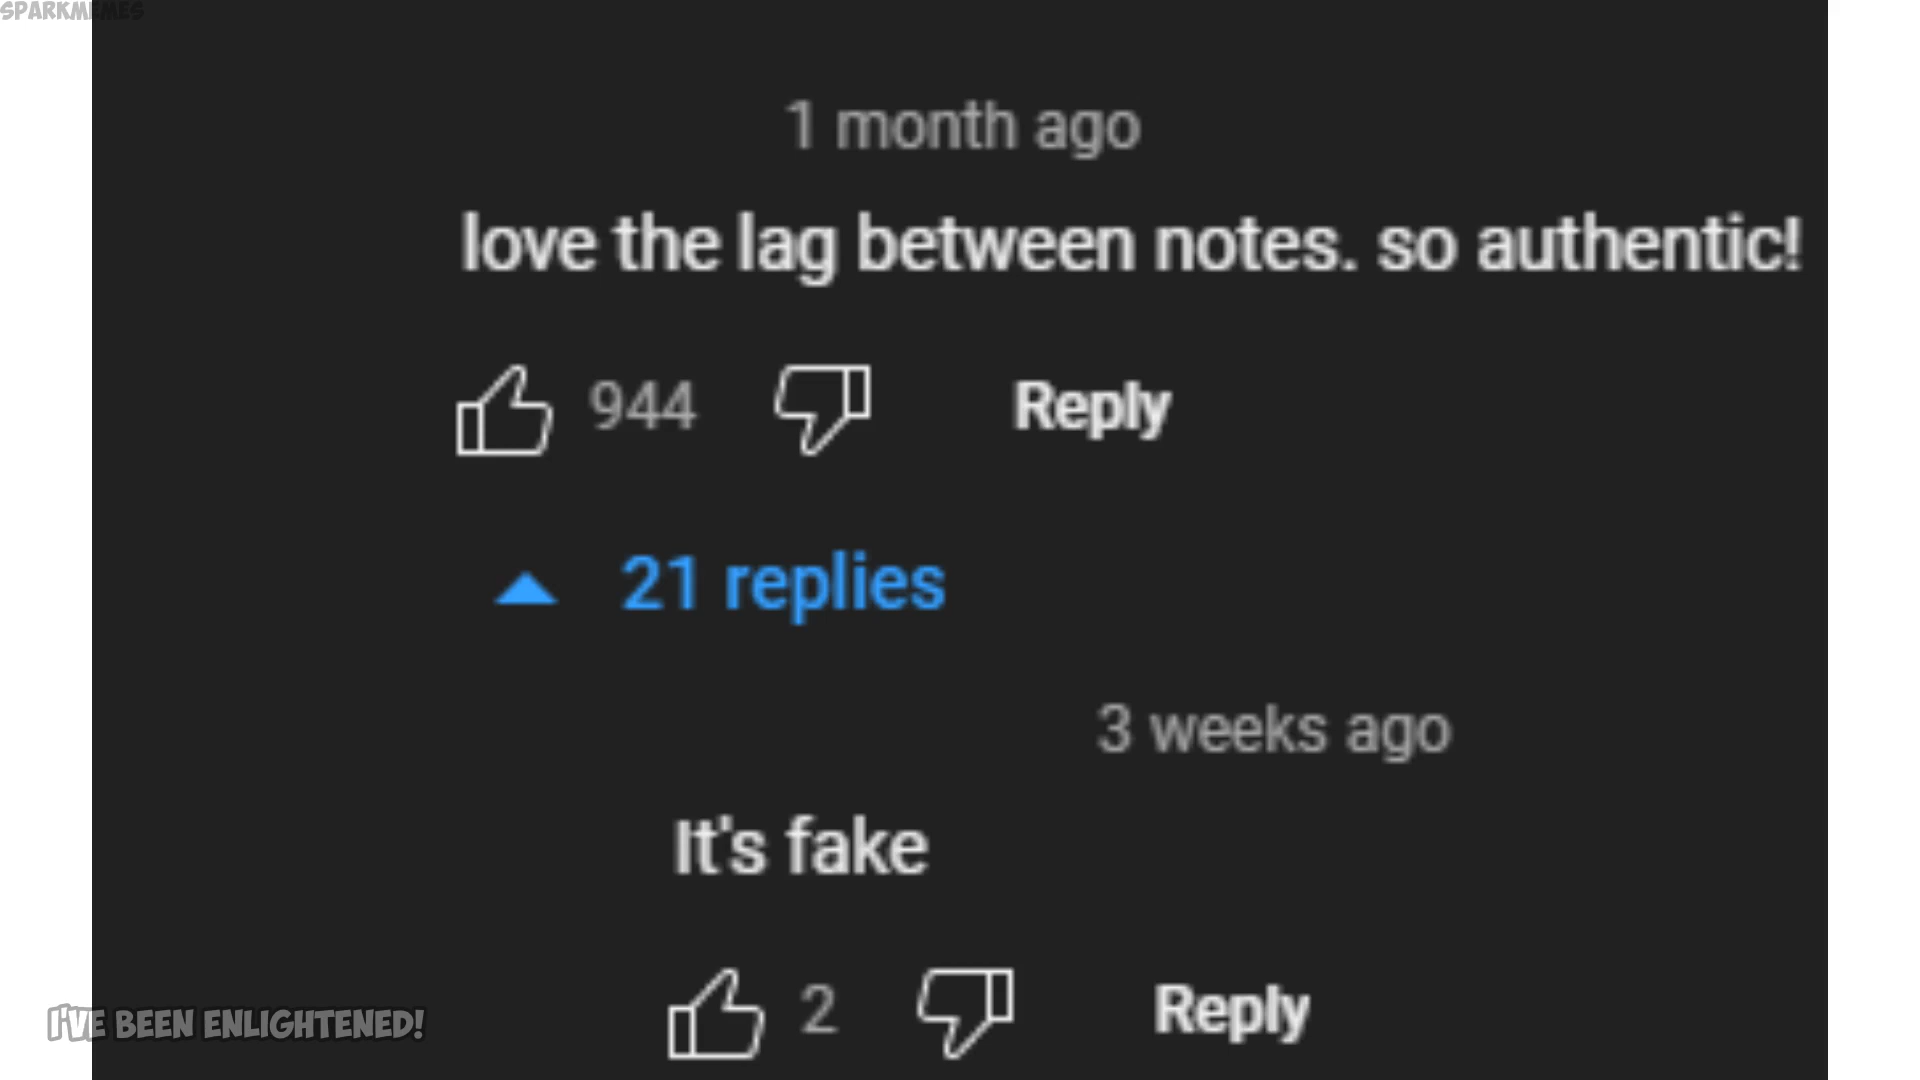 SPARKMEMES
1 month ago
love the lag between notes. so authentic!
944 Reply
21 replies
3 weeks ago
It's fake
2 Reply
I'VE BEEN ENLIGHTENED!